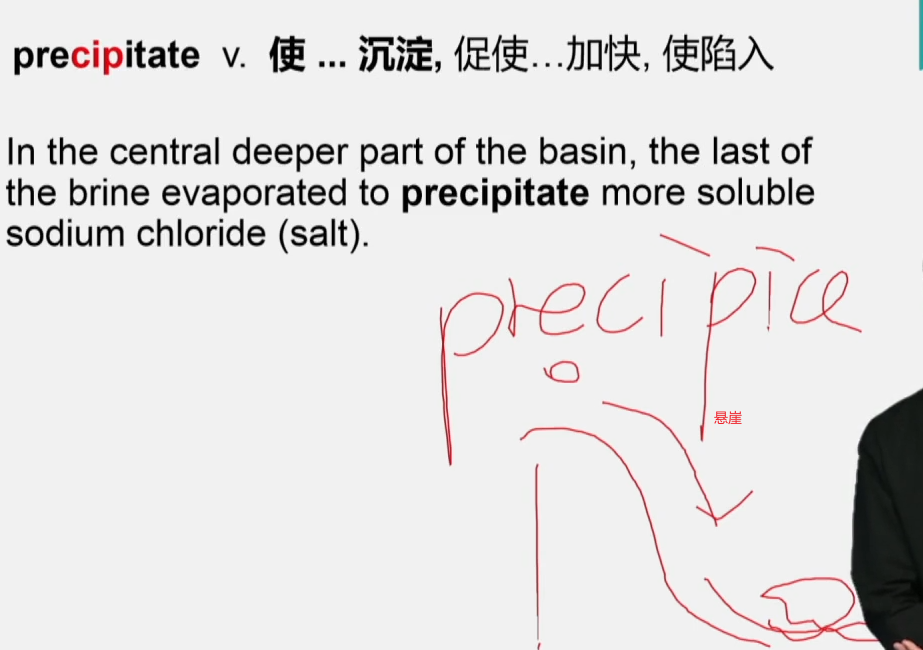 precipitate v. 使 ... 沉淀, 促使…加快, 使陷入
In the central deeper part of the basin, the last of
the brine evaporated to precipitate more soluble
sodium chloride (salt).
precipice
悬崖